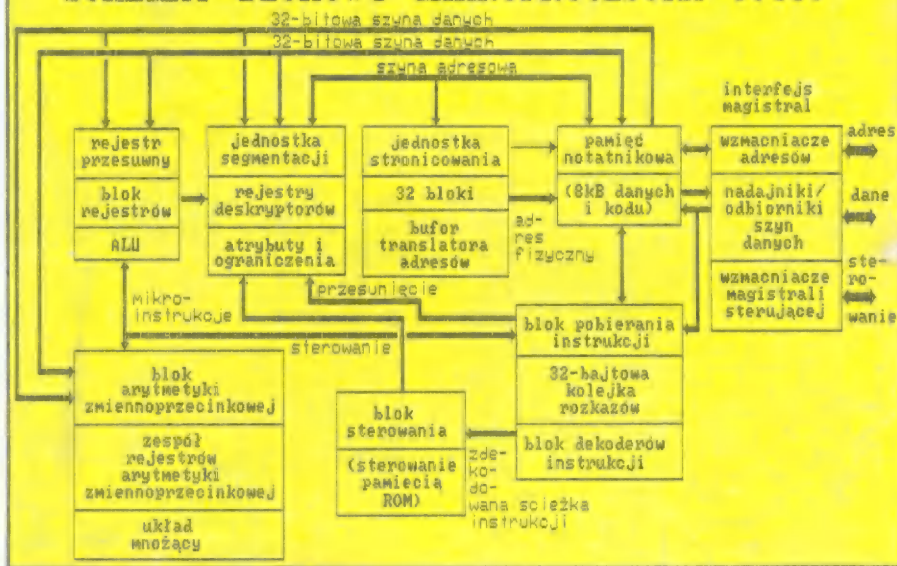 32-bitowa szyna danych
32-bitowa szyna danych
szyna adresowa
interfejs
magistral
rejestr
przesuwny
blok
rejestrów
ALU
jednostka
segmentacji
rejestry
deskryptorów
atrybuty i
ograniczenia
jednostka
stronicowania
32 bloki
bufor
translatora
adresów
ad-
res
fizyczny
pamięć
notatnikowa
(8kB danych
i kodu)
wzmacniacze
adresów
nadajniki/
odbiorniki
szyn
danych
wzmacniacze
magistrali
sterującej
adres
dane
ste-
ro-
wanie
mikro-
instrukcje
przesunięcie
sterowanie
blok pobierania
instrukcji
32-bajtowa
kolejka
rozkazów
blok dekoderów
instrukcji
blok
arytmetyki
zmiennoprzecinkowej
zespół
rejestrów
arytmetyki
zmiennoprzecinkowej
układ
mnożący
blok
sterowania
(sterowanie
pamiecią
ROM)
zde-
ko-
do-
wana sciežka
instrukcji